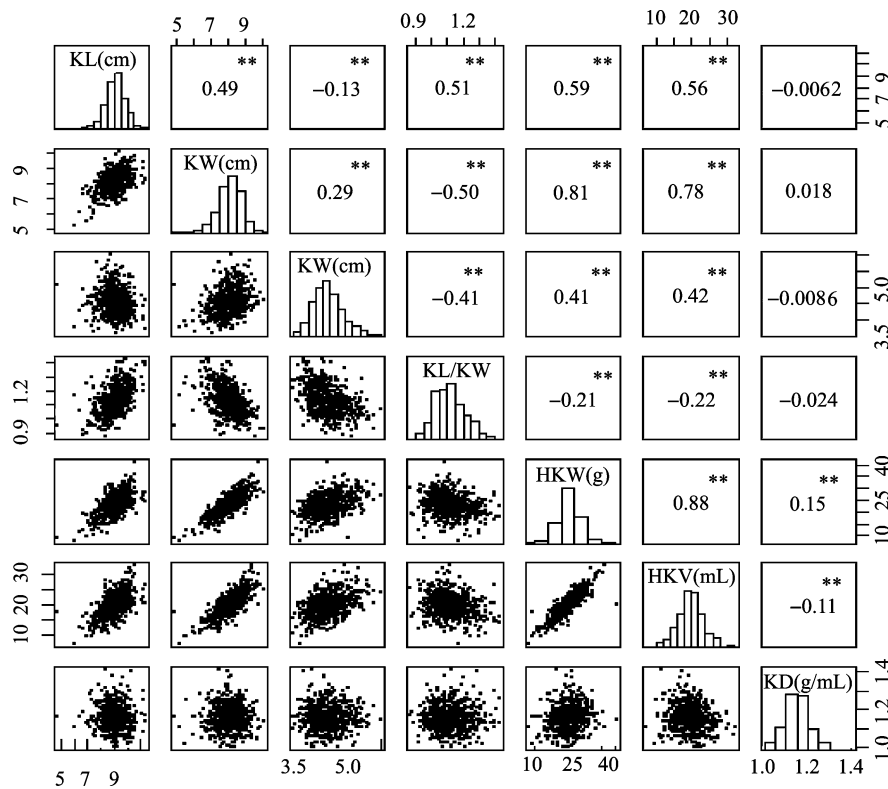 5 7 9 0.9 1.2 10 20 30
KL(cm) ** ** ** ** **
0.49 −0.13 0.51 0.59 0.56 −0.0062
5 7 9
KW(cm) ** ** ** **
0.29 −0.50 0.81 0.78 0.018
5 7 9
KW(cm) ** ** **
−0.41 0.41 0.42 −0.0086
3.5 5.0
KL/KW ** **
−0.21 −0.22 −0.024
0.9 1.2
HKW(g) ** **
0.88 0.15
10 25 40
HKV(mL) **
−0.11
10 20 30
KD(g/mL)
1.0 1.2 1.4
5 7 9 3.5 5.0 10 25 40 1.0 1.2 1.4